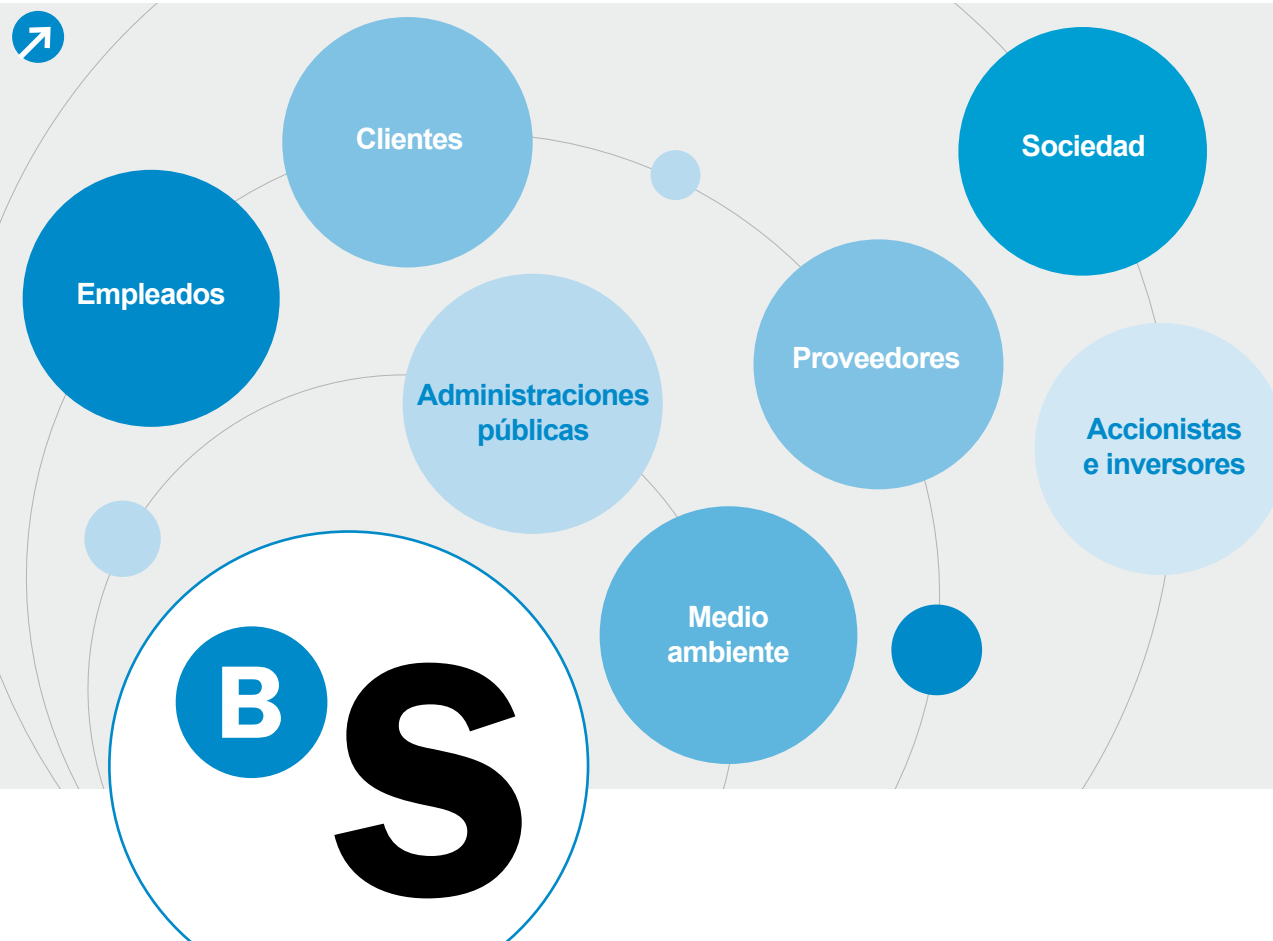 Clientes
Sociedad
Empleados
Proveedores
Administraciones
públicas
Accionistas
e inversores
Medio
ambiente
B S